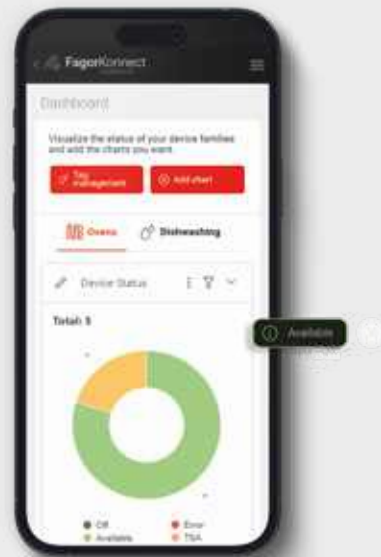 FagorKonnect
Dashboard
Visualize the status of your device families
and add the charts you want
Tag
management
Add chart
Ovens
Dishwashing
Device Status
Total: 5
Available
Off
Error
Available
TSA